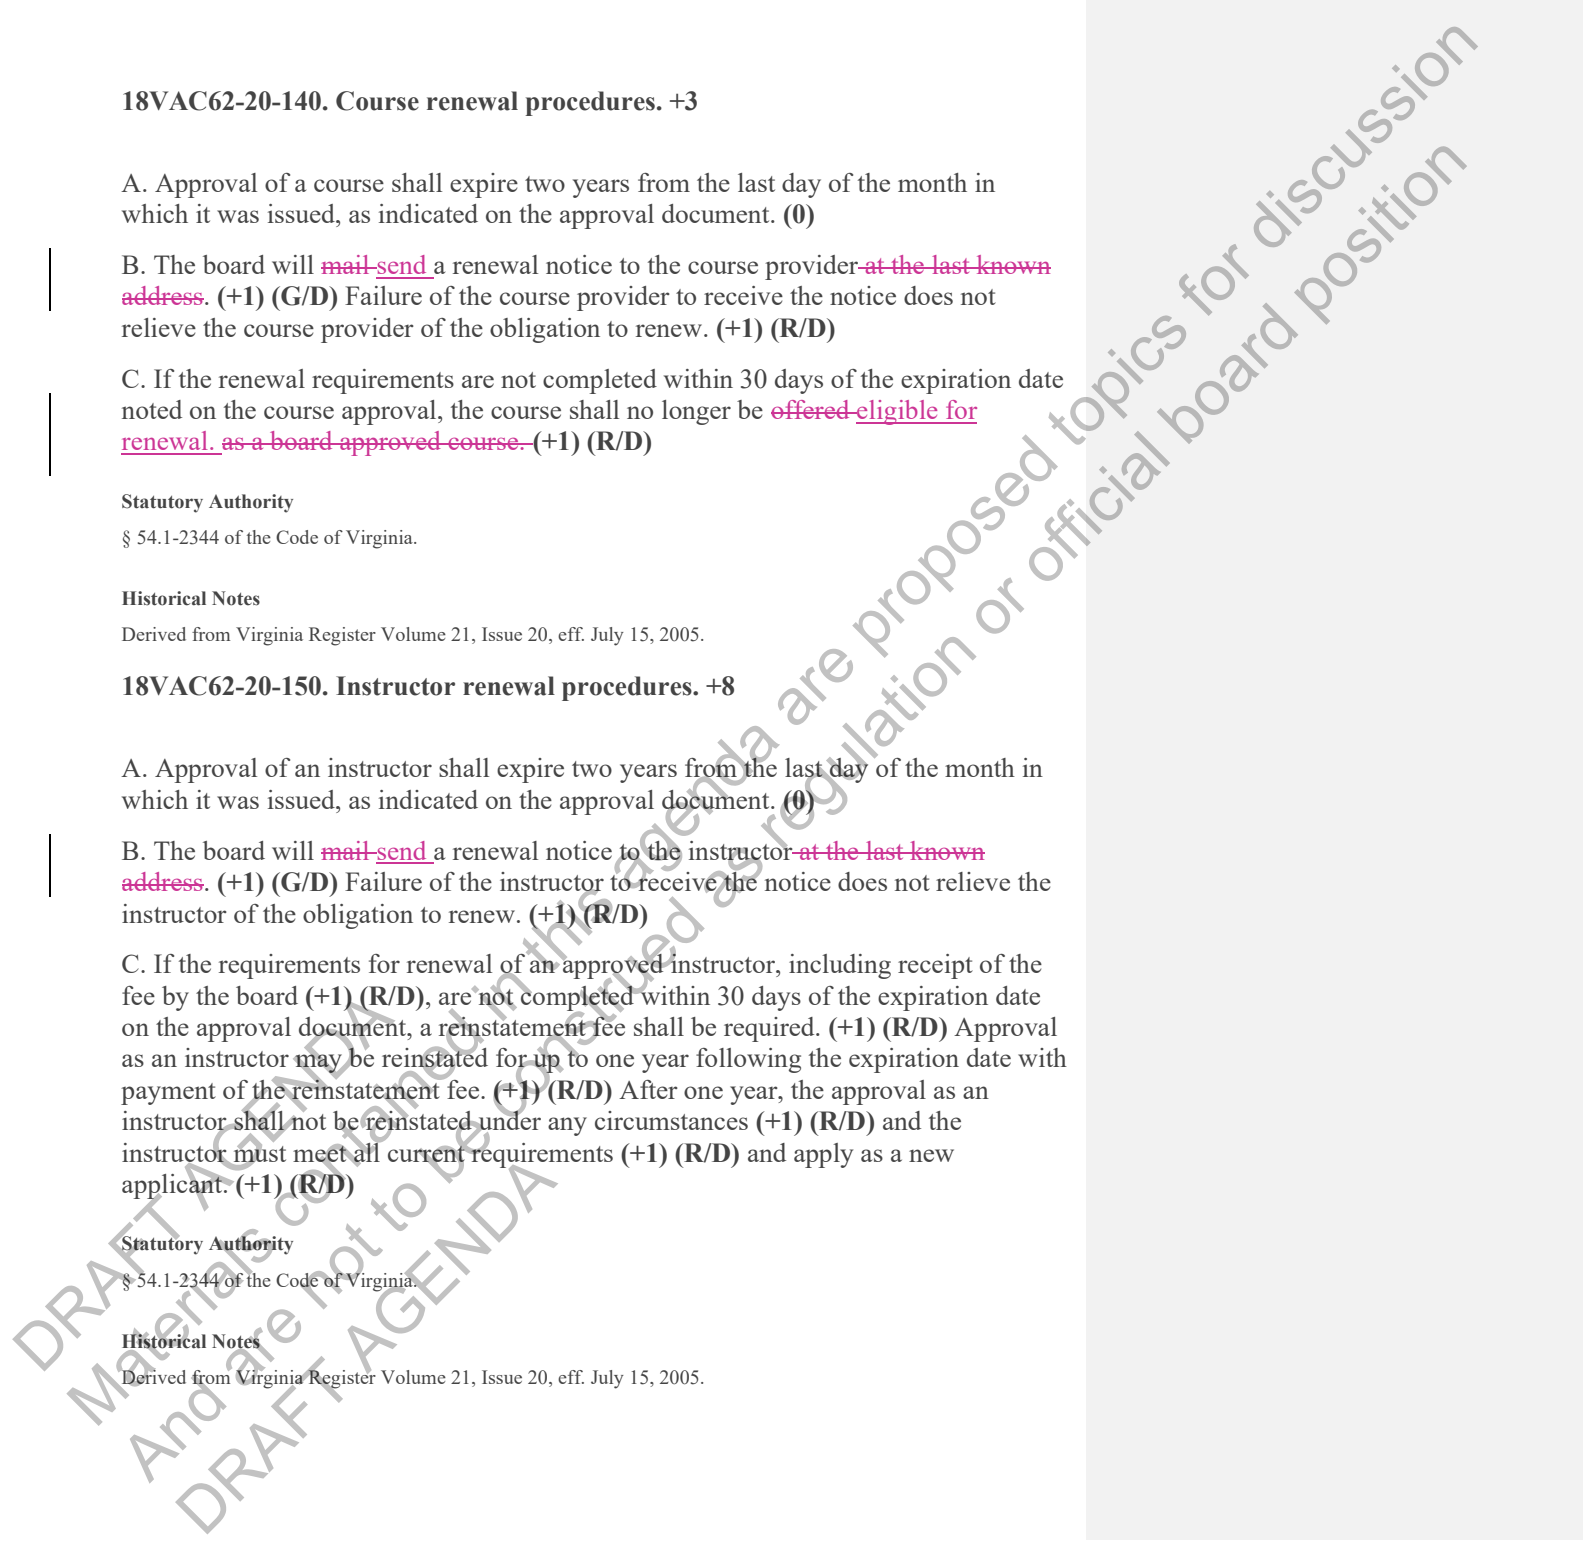 18VAC62-20-140. Course renewal procedures. +3
A. Approval of a course shall expire two years from the last day of the month in
which it was issued, as indicated on the approval document. (0)
B. The board will mail send a renewal notice to the course provider at the last known
address. (+1) (G/D) Failure of the course provider to receive the notice does not
relieve the course provider of the obligation to renew. (+1) (R/D)
C. If the renewal requirements are not completed within 30 days of the expiration date
noted on the course approval, the course shall no longer be offered eligible for
renewal. as a board approved course. (+1) (R/D)
Statutory Authority
§ 54.1-2344 of the Code of Virginia.
Historical Notes
Derived from Virginia Register Volume 21, Issue 20, eff. July 15, 2005.
18VAC62-20-150. Instructor renewal procedures. +8
A. Approval of an instructor shall expire two years from the last day of the month in
which it was issued, as indicated on the approval document. (0)
B. The board will mail send a renewal notice to the instructor at the last known
address. (+1) (G/D) Failure of the instructor to receive the notice does not relieve the
instructor of the obligation to renew. (+1) (R/D)
C. If the requirements for renewal of an approved instructor, including receipt of the
fee by the board (+1) (R/D), are not completed within 30 days of the expiration date
on the approval document, a reinstatement fee shall be required. (+1) (R/D) Approval
as an instructor may be reinstated for up to one year following the expiration date with
payment of the reinstatement fee. (+1) (R/D) After one year, the approval as an
instructor shall not be reinstated under any circumstances (+1) (R/D) and the
instructor must meet all current requirements (+1) (R/D) and apply as a new
applicant. (+1) (R/D)
Statutory Authority
§ 54.1-2344 of the Code of Virginia.
Historical Notes
Derived from Virginia Register Volume 21, Issue 20, eff. July 15, 2005.
DRAFT AGENDA
Materials contained in this agenda are proposed topics for discussion
And are not to be construed as regulation or official board position
DRAFT AGENDA